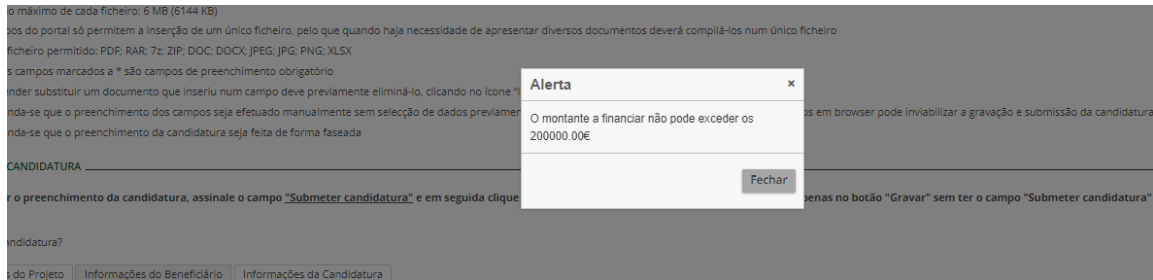 o máximo de cada ficheiro: 6 MB (6144 KB)
os do portal só permitem a inserção de um único ficheiro, pelo que quando haja necessidade de apresentar diversos documentos deverá compilá-los num único ficheiro
ficheiro permitido: PDF; RAR; 7z; ZIP; DOC; DOCX; JPEG; JPG; PNG; XLSX
s campos marcados a * são campos de preenchimento obrigatório
ender substituir um documento que inseriu num campo deve previamente eliminá-lo, clicando no ícone "l
nda-se que o preenchimento dos campos seja efetuado manualmente sem selecção de dados previamen
os em browser pode inviabilizar a gravação e submissão da candidatura
nda-se que o preenchimento da candidatura seja feita de forma faseada
Alerta ×
O montante a financiar não pode exceder os
200000.00€
Fechar
CANDIDATURA
r o preenchimento da candidatura, assinale o campo "Submeter candidatura" e em seguida clique
penas no botão "Gravar" sem ter o campo "Submeter candidatura"
andidatura?
s do Projeto Informações do Beneficiário Informações da Candidatura